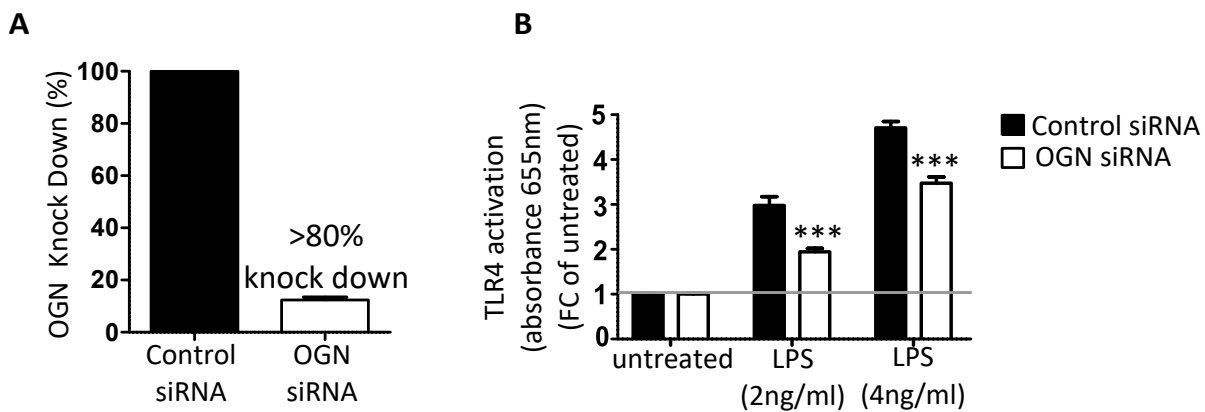 A
OGN Knock Down (%)
100
80
60
40
20
0
>80%
knock down
Control
siRNA
OGN
siRNA
B
TLR4 activation
(absorbance 655nm)
(FC of untreated)
5
4
3
2
1
0
***
***
untreated
LPS
(2ng/ml)
LPS
(4ng/ml)
Control siRNA
OGN siRNA